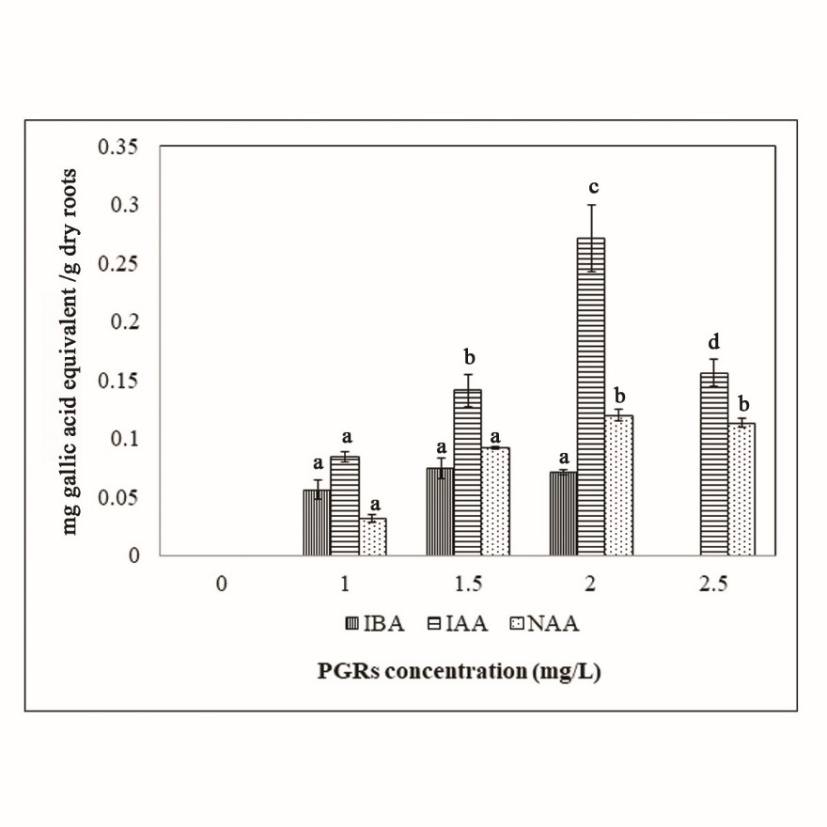 mg gallic acid equivalent /g dry roots
0.35
0.3
0.25
0.2
0.15
0.1
0.05
0
c
d
b
b
b
a
a
a
a
a
a
0
1
1.5
2
2.5
IBA
IAA
NAA
PGRs concentration (mg/L)